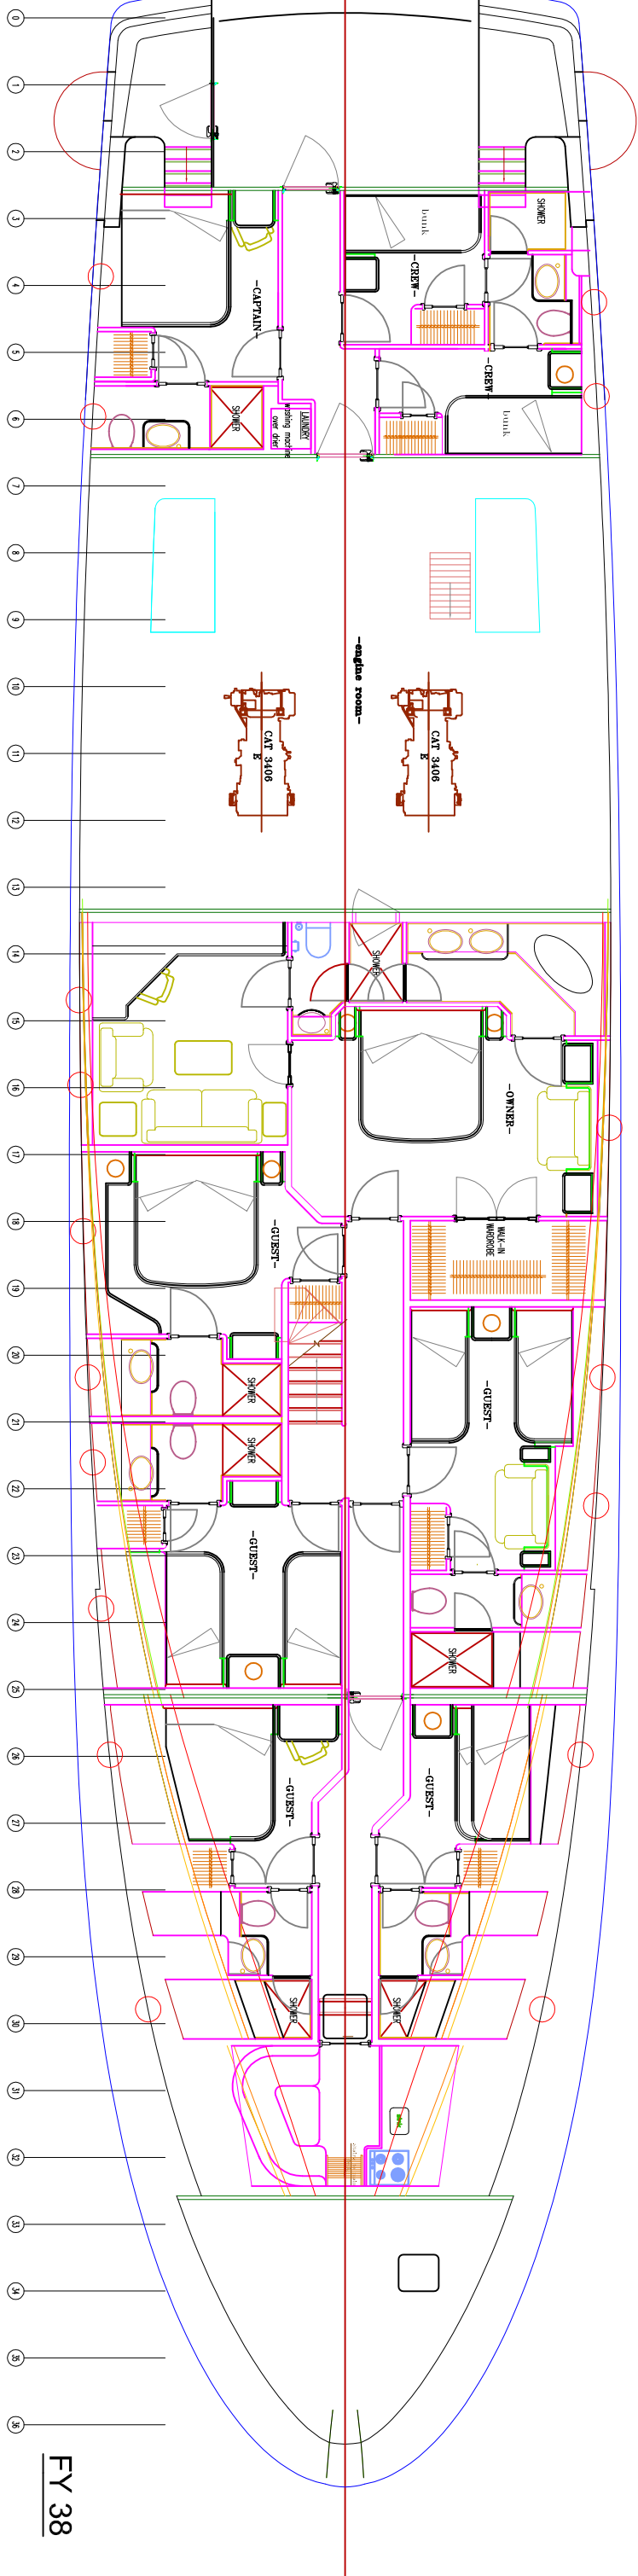 0
1
2
3
4
5
6
7
8
9
10
11
12
13
14
15
16
17
18
19
20
21
22
23
24
25
26
27
28
29
30
31
32
33
34
35
36
SHOWER
bunk
-CREW-
-CAPTAIN-
-CREW-
bunk
SHOWER
LAUNDRY
washing machine
over drier
-engine room-
CAT 3406
E
CAT 3406
E
SHOWER
-OWNER-
WALK-IN
WARDROBE
-GUEST-
SHOWER
-GUEST-
SHOWER
-GUEST-
SHOWER
-GUEST-
-GUEST-
SHOWER
SHOWER
FY 38